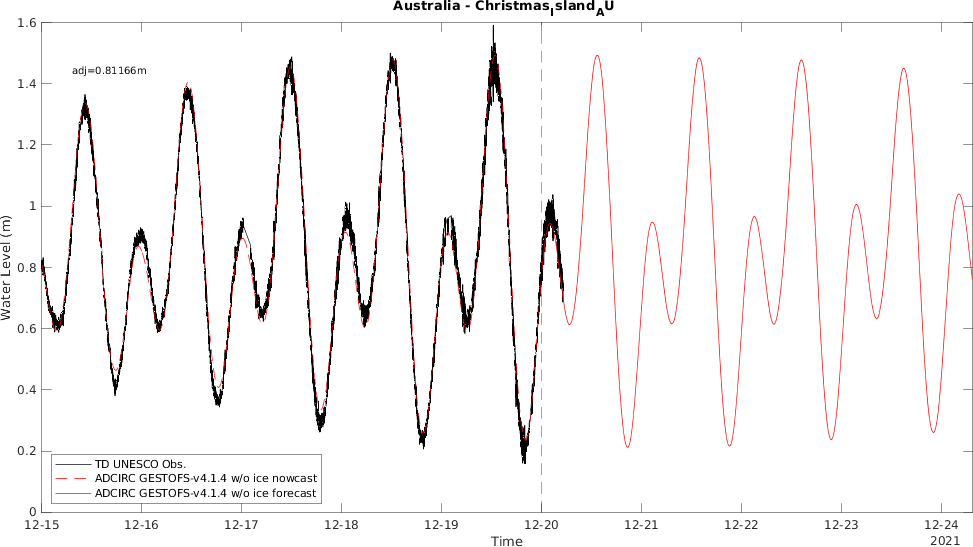 Australia - Christmas_Island_AU
adj=0.81166m
1.6
1.4
1.2
1
0.8
0.6
0.4
0.2
0
Water Level (m)
TD UNESCO Obs.
ADCIRC GESTOFS-v4.1.4 w/o ice nowcast
ADCIRC GESTOFS-v4.1.4 w/o ice forecast
12-15 12-16 12-17 12-18 12-19 12-20 12-21 12-22 12-23 12-24
Time
2021